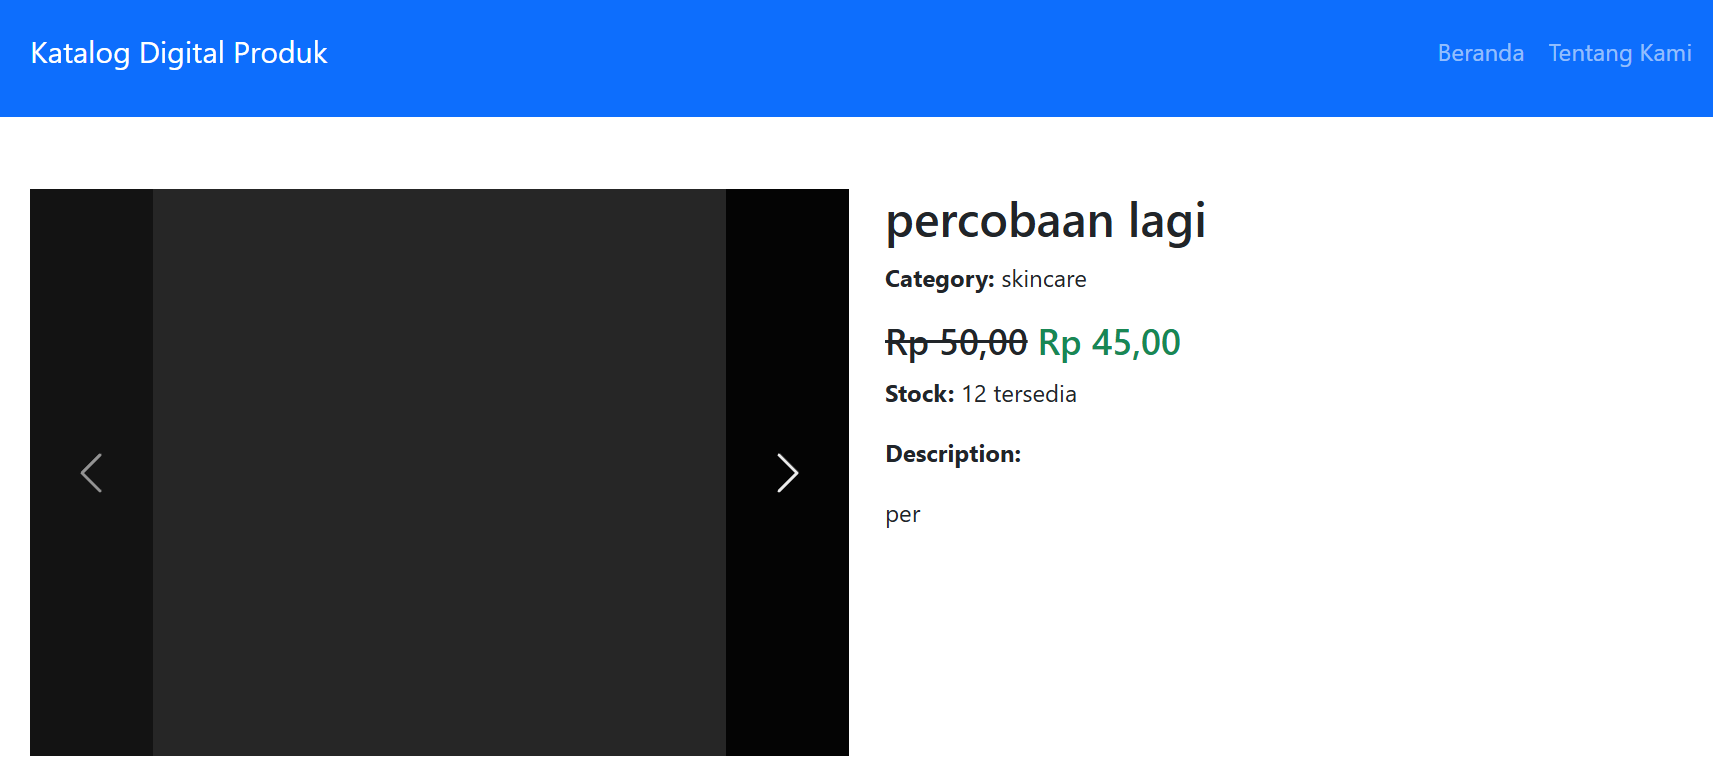 Katalog Digital Produk
Beranda Tentang Kami
percobaan lagi
Category: skincare
Rp 50,00 Rp 45,00
Stock: 12 tersedia
Description:
per